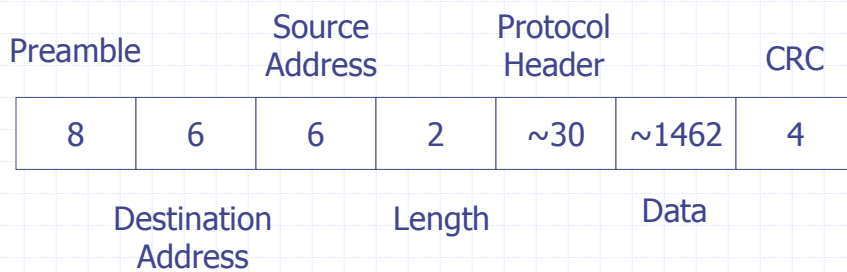 Preamble
Source
Address
Protocol
Header
CRC
8 6 6 2 ~30 ~1462 4
Destination
Address
Length
Data